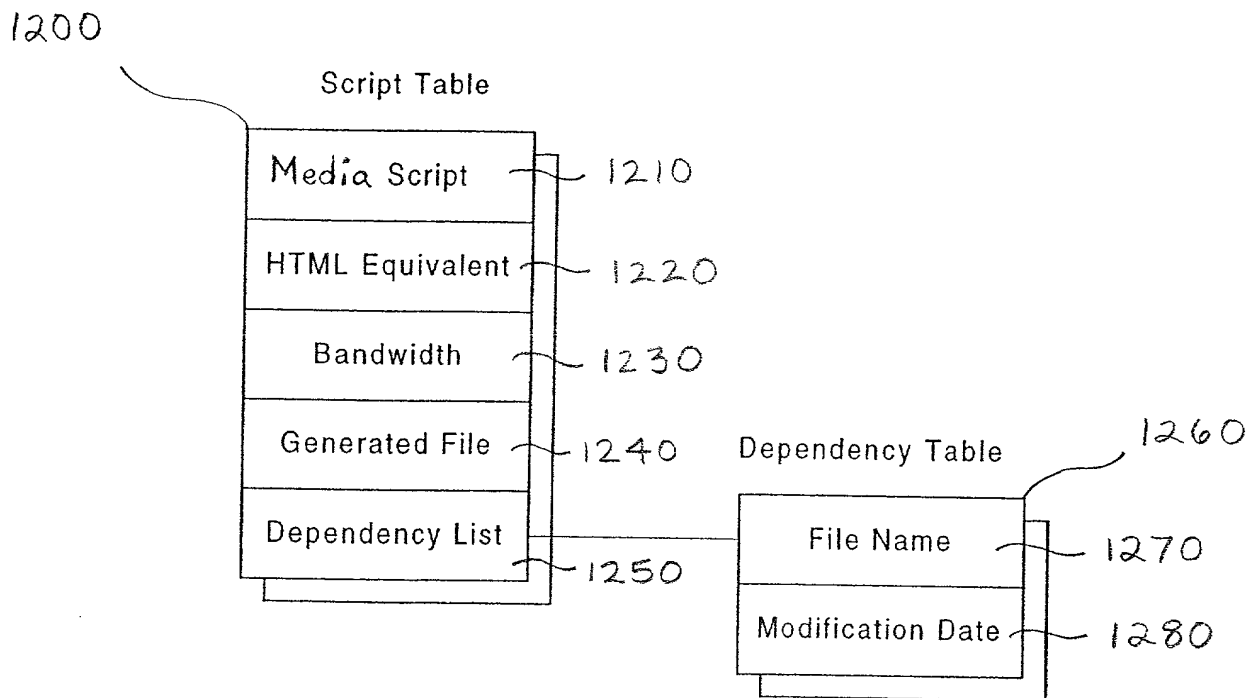 1200
Script Table
Media Script 1210
HTML Equivalent 1220
Bandwidth 1230
Generated File 1240
Dependency List 1250
Dependency Table 1260
File Name 1270
Modification Date 1280